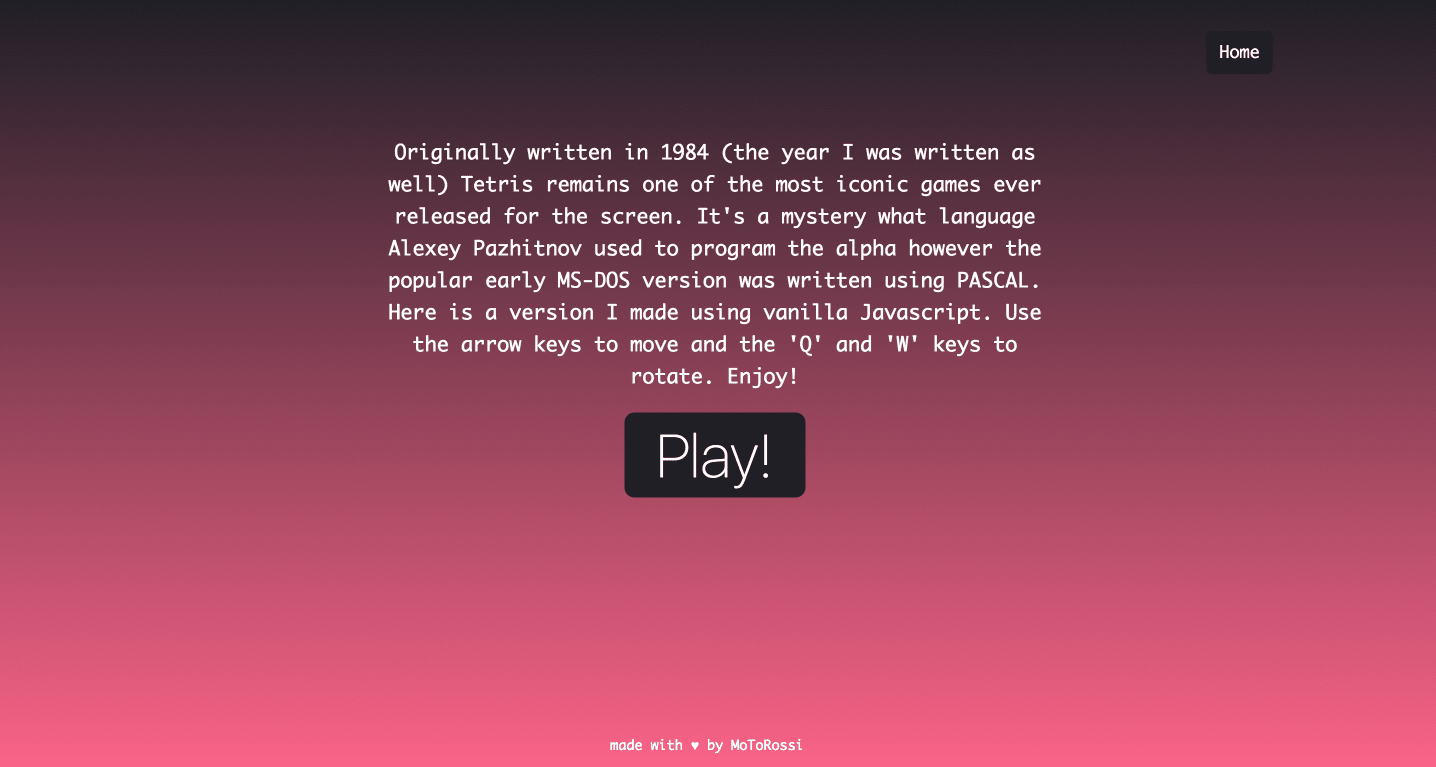 Home
Originally written in 1984 (the year I was written as
well) Tetris remains one of the most iconic games ever
released for the screen. It's a mystery what language
Alexey Pazhitnov used to program the alpha however the
popular early MS-DOS version was written using PASCAL.
Here is a version I made using vanilla Javascript. Use
the arrow keys to move and the 'Q' and 'W' keys to
rotate. Enjoy!
Play!
made with ♥ by MoToRossi